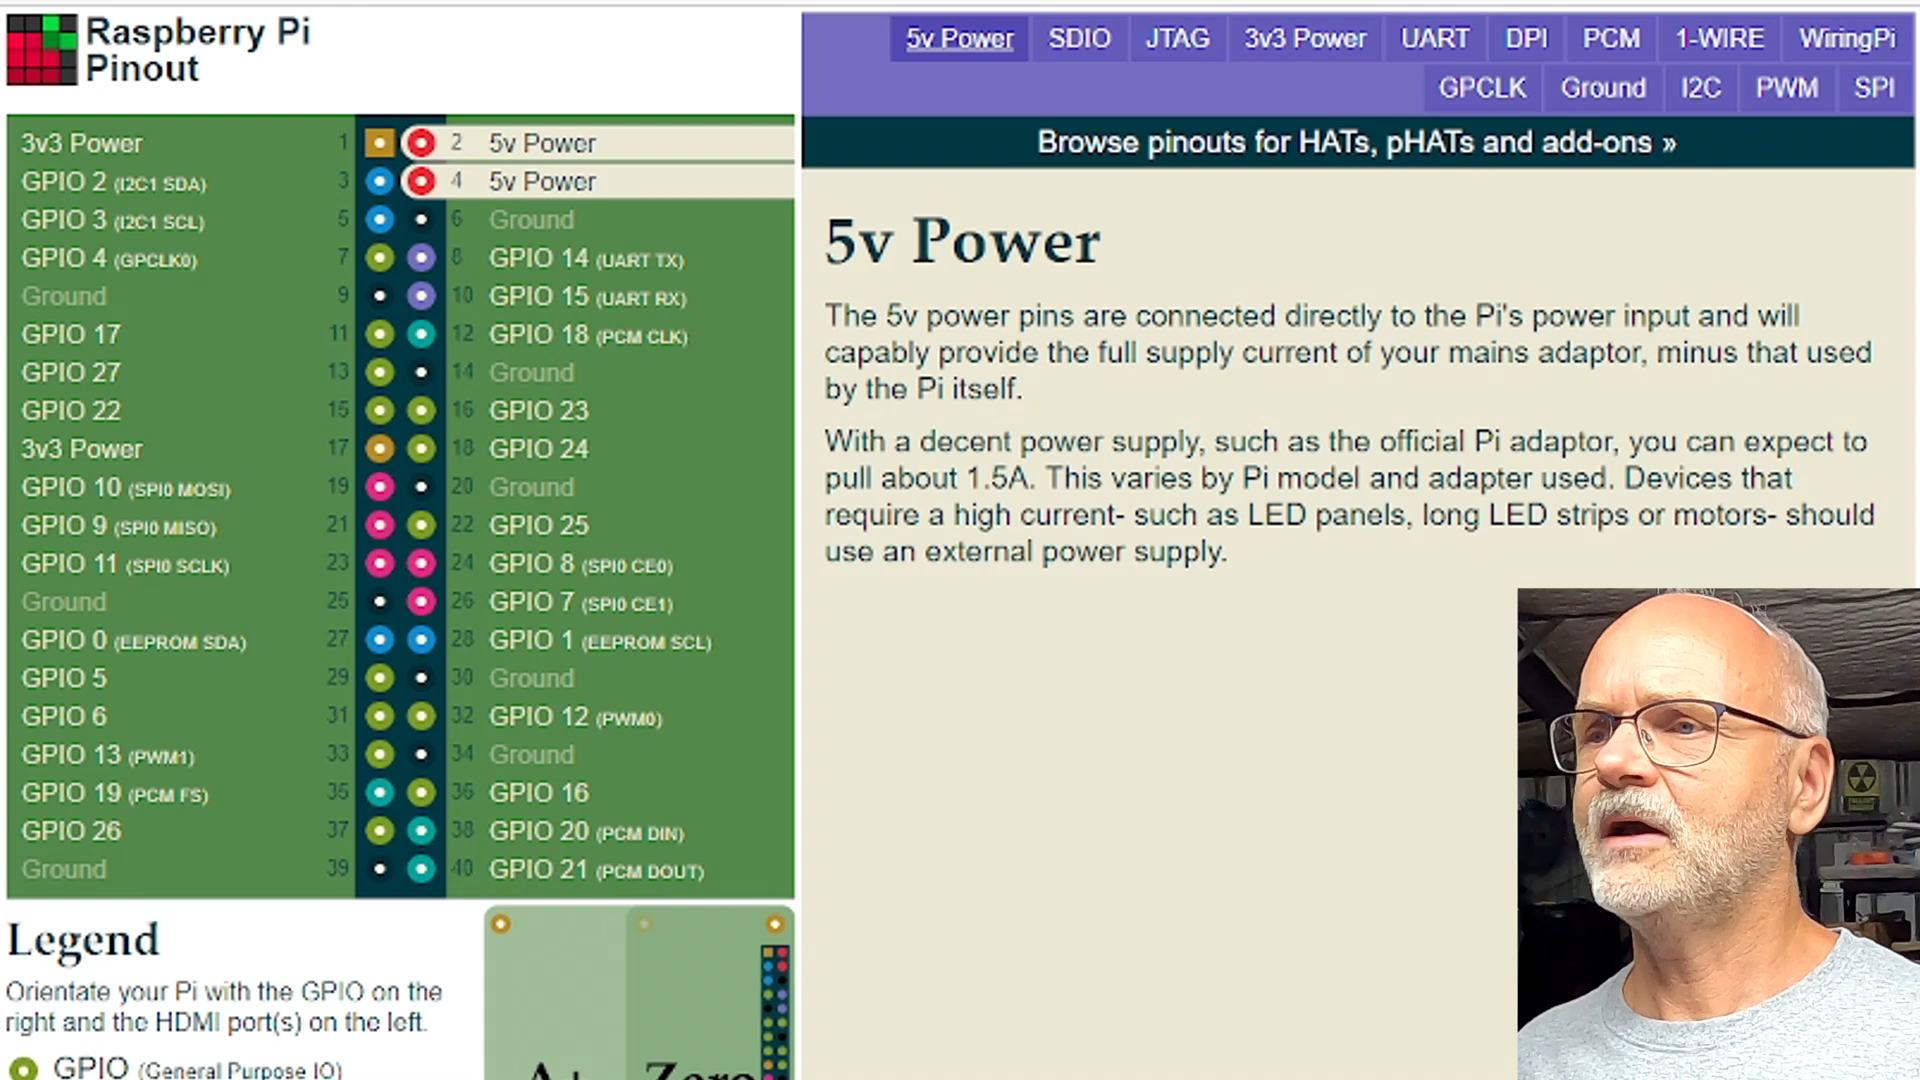 Raspberry Pi
Pinout
5v Power SDIO JTAG 3v3 Power UART DPI PCM 1-WIRE WiringPi
GPCLK Ground I2C PWM SPI
Browse pinouts for HATs, pHATs and add-ons »
3v3 Power 1 2 5v Power
GPIO 2 (I2C1 SDA) 3 4 5v Power
GPIO 3 (I2C1 SCL) 5 6 Ground
GPIO 4 (GPCLK0) 7 8 GPIO 14 (UART TX)
Ground 9 10 GPIO 15 (UART RX)
GPIO 17 11 12 GPIO 18 (PCM CLK)
GPIO 27 13 14 Ground
GPIO 22 15 16 GPIO 23
3v3 Power 17 18 GPIO 24
GPIO 10 (SPI0 MOSI) 19 20 Ground
GPIO 9 (SPI0 MISO) 21 22 GPIO 25
GPIO 11 (SPI0 SCLK) 23 24 GPIO 8 (SPI0 CE0)
Ground 25 26 GPIO 7 (SPI0 CE1)
GPIO 0 (EEPROM SDA) 27 28 GPIO 1 (EEPROM SCL)
GPIO 5 29 30 Ground
GPIO 6 31 32 GPIO 12 (PWM0)
GPIO 13 (PWM1) 33 34 Ground
GPIO 19 (PCM FS) 35 36 GPIO 16
GPIO 26 37 38 GPIO 20 (PCM DIN)
Ground 39 40 GPIO 21 (PCM DOUT)
5v Power
The 5v power pins are connected directly to the Pi's power input and will
capably provide the full supply current of your mains adaptor, minus that used
by the Pi itself.
With a decent power supply, such as the official Pi adaptor, you can expect to
pull about 1.5A. This varies by Pi model and adapter used. Devices that
require a high current- such as LED panels, long LED strips or motors- should
use an external power supply.
Legend
Orientate your Pi with the GPIO on the
right and the HDMI port(s) on the left.
GPIO (General Purpose IO)
A+ Zero